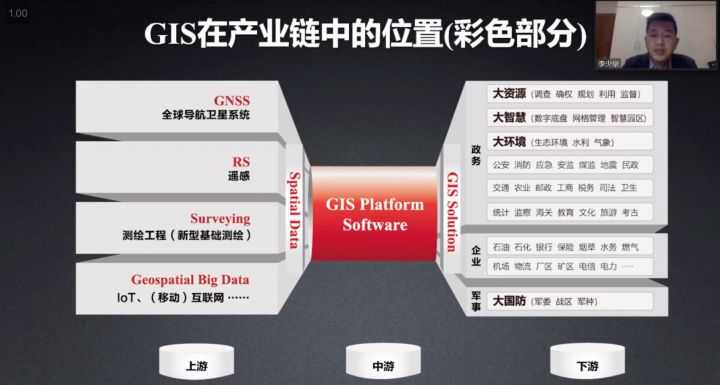 1.00
GIS在产业链中的位置(彩色部分)
GNSS
全球导航卫星系统
RS
遥感
Surveying
测绘工程（新型基础测绘）
Geospatial Big Data
IoT、（移动）互联网 ……
Spatial Data
GIS Platform
Software
GIS Solution
政务
大资源（调查 确权 规划 利用 监督）
大智慧（数字底盘 网格管理 智慧园区)
大环境（生态环境 水利 气象）
公安 消防 应急 安监 煤监 地震 民政
交通 农业 邮政 工商 税务 司法 卫生
统计 监察 海关 教育 文化 旅游 考古
企业
石油 石化 银行 保险 烟草 水务 燃气
机场 物流 厂区 矿区 电信 电力 ……
军事
大国防（军委 战区 军种）
上游
中游
下游